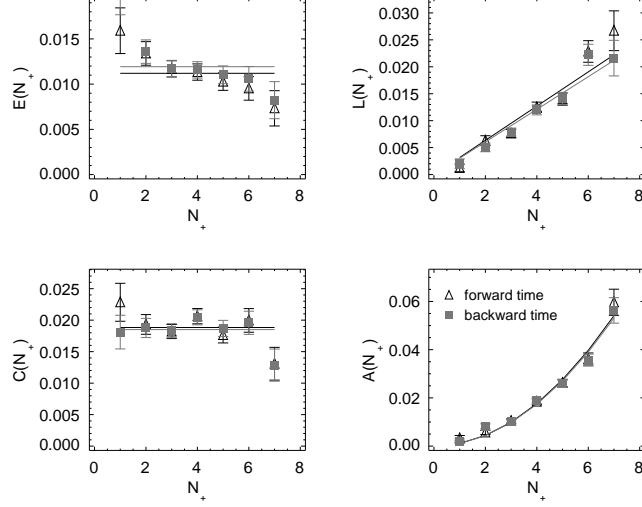 0.015
0.010
0.005
0.000
E(N+)
0 2 4 6 8
N+
0.030
0.025
0.020
0.015
0.010
0.005
0.000
L(N+)
0 2 4 6 8
N+
0.025
0.020
0.015
0.010
0.005
0.000
C(N+)
0 2 4 6 8
N+
0.06
0.04
0.02
0.00
A(N+)
forward time
backward time
0 2 4 6 8
N+